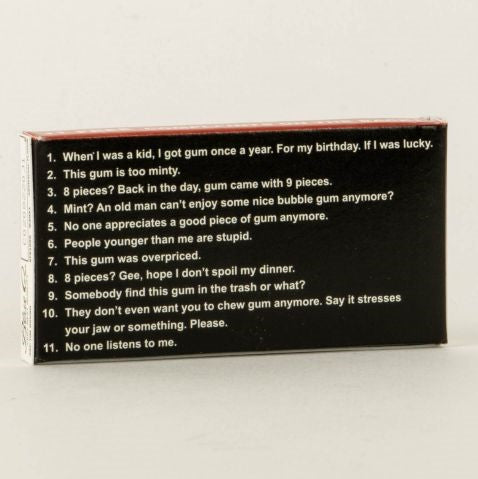 1. When I was a kid, I got gum once a year. For my birthday. If I was lucky.
2. This gum is too minty.
3. 8 pieces? Back in the day, gum came with 9 pieces.
4. Mint? An old man can't enjoy some nice bubble gum anymore?
5. No one appreciates a good piece of gum anymore.
6. People younger than me are stupid.
7. This gum was overpriced.
8. 8 pieces? Gee, hope I don't spoil my dinner.
9. Somebody find this gum in the trash or what?
10. They don't even want you to chew gum anymore. Say it stresses
your jaw or something. Please.
11. No one listens to me.